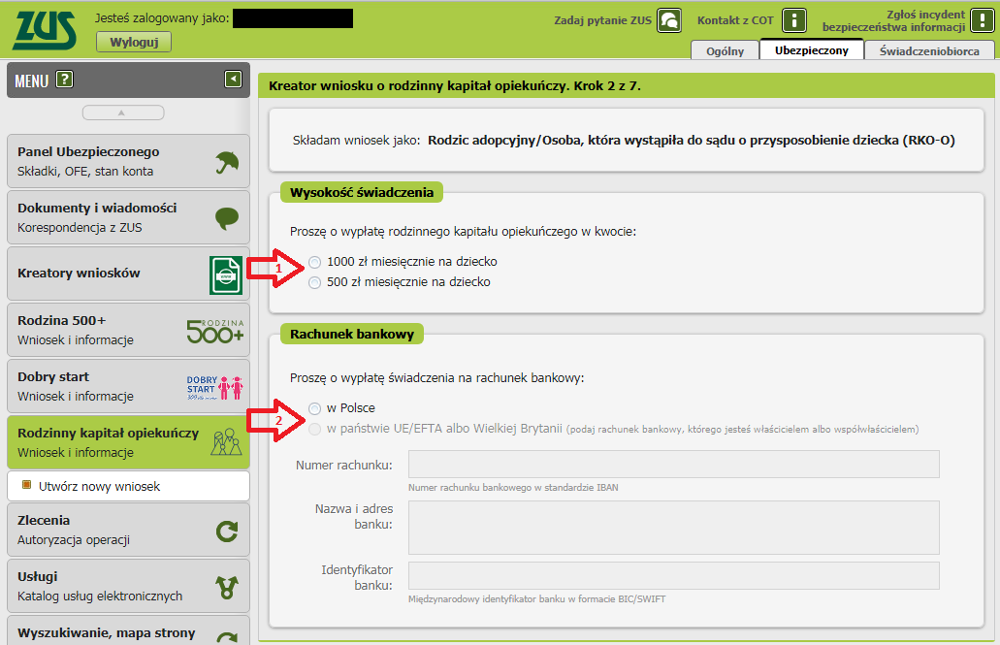 ZUS
Jesteś zalogowany jako:
Wyloguj
Zadaj pytanie ZUS
Kontakt z COT
Zgłoś incydent
bezpieczeństwa informacji
Ogólny
Ubezpieczony
Świadczeniobiorca
MENU ?
Panel Ubezpieczonego
Składki, OFE, stan konta
Dokumenty i wiadomości
Korespondencja z ZUS
Kreatory wniosków
Rodzina 500+
Wniosek i informacje
RODZINA
500+
Dobry start
Wniosek i informacje
DOBRY
START
Rodzinny kapitał opiekuńczy
Wniosek i informacje
Utwórz nowy wniosek
Zlecenia
Autoryzacja operacji
Usługi
Katalog usług elektronicznych
Wyszukiwanie, mapa strony
Kreator wniosku o rodzinny kapitał opiekuńczy. Krok 2 z 7.
Składam wniosek jako: Rodzic adopcyjny/Osoba, która wystąpiła do sądu o przysposobienie dziecka (RKO-O)
Wysokość świadczenia
Proszę o wypłatę rodzinnego kapitału opiekuńczego w kwocie:
1
1000 zł miesięcznie na dziecko
500 zł miesięcznie na dziecko
Rachunek bankowy
Proszę o wypłatę świadczenia na rachunek bankowy:
2
w Polsce
w państwie UE/EFTA albo Wielkiej Brytanii (podaj rachunek bankowy, którego jesteś właścicielem albo współwłaścicielem)
Numer rachunku:
Numer rachunku bankowego w standardzie IBAN
Nazwa i adres
banku:
Identyfikator
banku:
Międzynarodowy identyfikator banku w formacie BIC/SWIFT